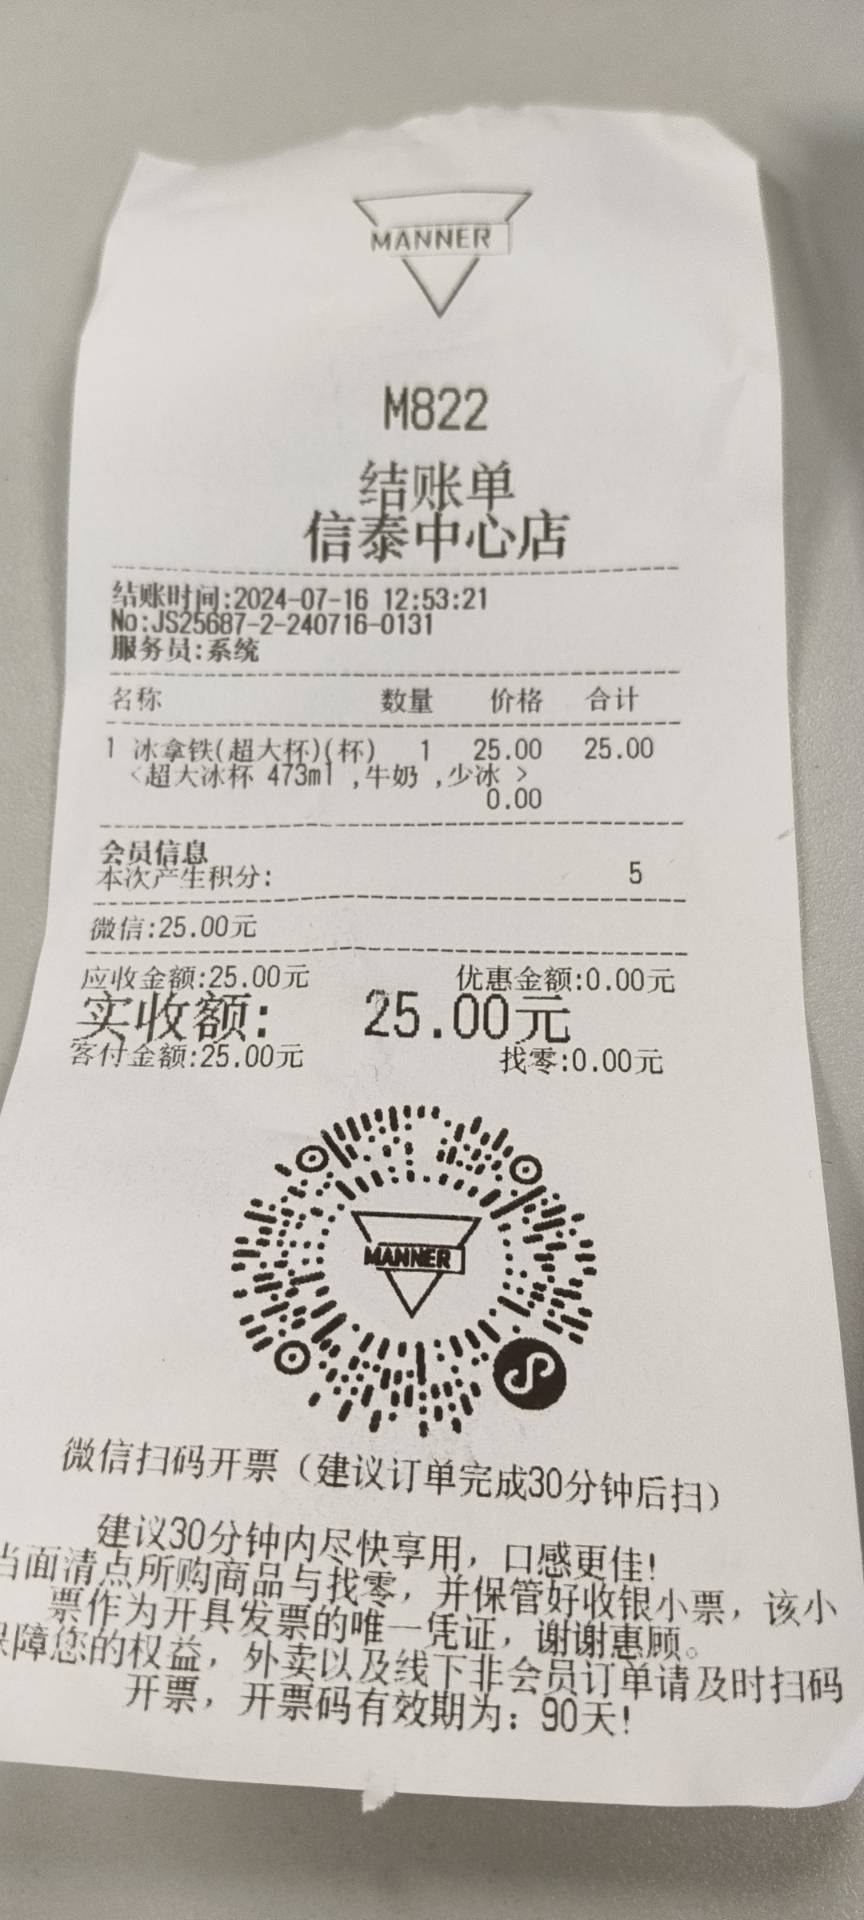 MANNER
M822
结账单
信泰中心店
结账时间:2024-07-16 12:53:21
No:JS25687-2-240716-0131
服务员:系统
名称 数量 价格 合计
1 冰拿铁(超大杯)(杯) 1 25.00 25.00
<超大冰杯 473ml ,牛奶 ,少冰 >
0.00
会员信息
本次产生积分: 5
微信:25.00元
应收金额:25.00元 优惠金额:0.00元
实收额: 25.00元
客付金额:25.00元 找零:0.00元
MANNER
微信扫码开票（建议订单完成30分钟后扫）
建议30分钟内尽快享用，口感更佳!
当面清点所购商品与找零，并保管好收银小票，该小
票作为开具发票的唯一凭证，谢谢惠顾。
保障您的权益，外卖以及线下非会员订单请及时扫码
开票，开票码有效期为：90天!